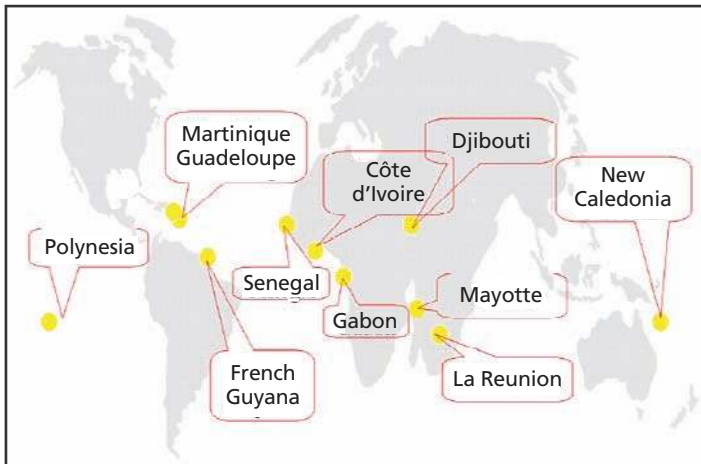 Martinique
Guadeloupe
Djibouti
Côte
d'Ivoire
New
Caledonia
Polynesia
Senegal
Gabon
Mayotte
French
Guyana
La Reunion